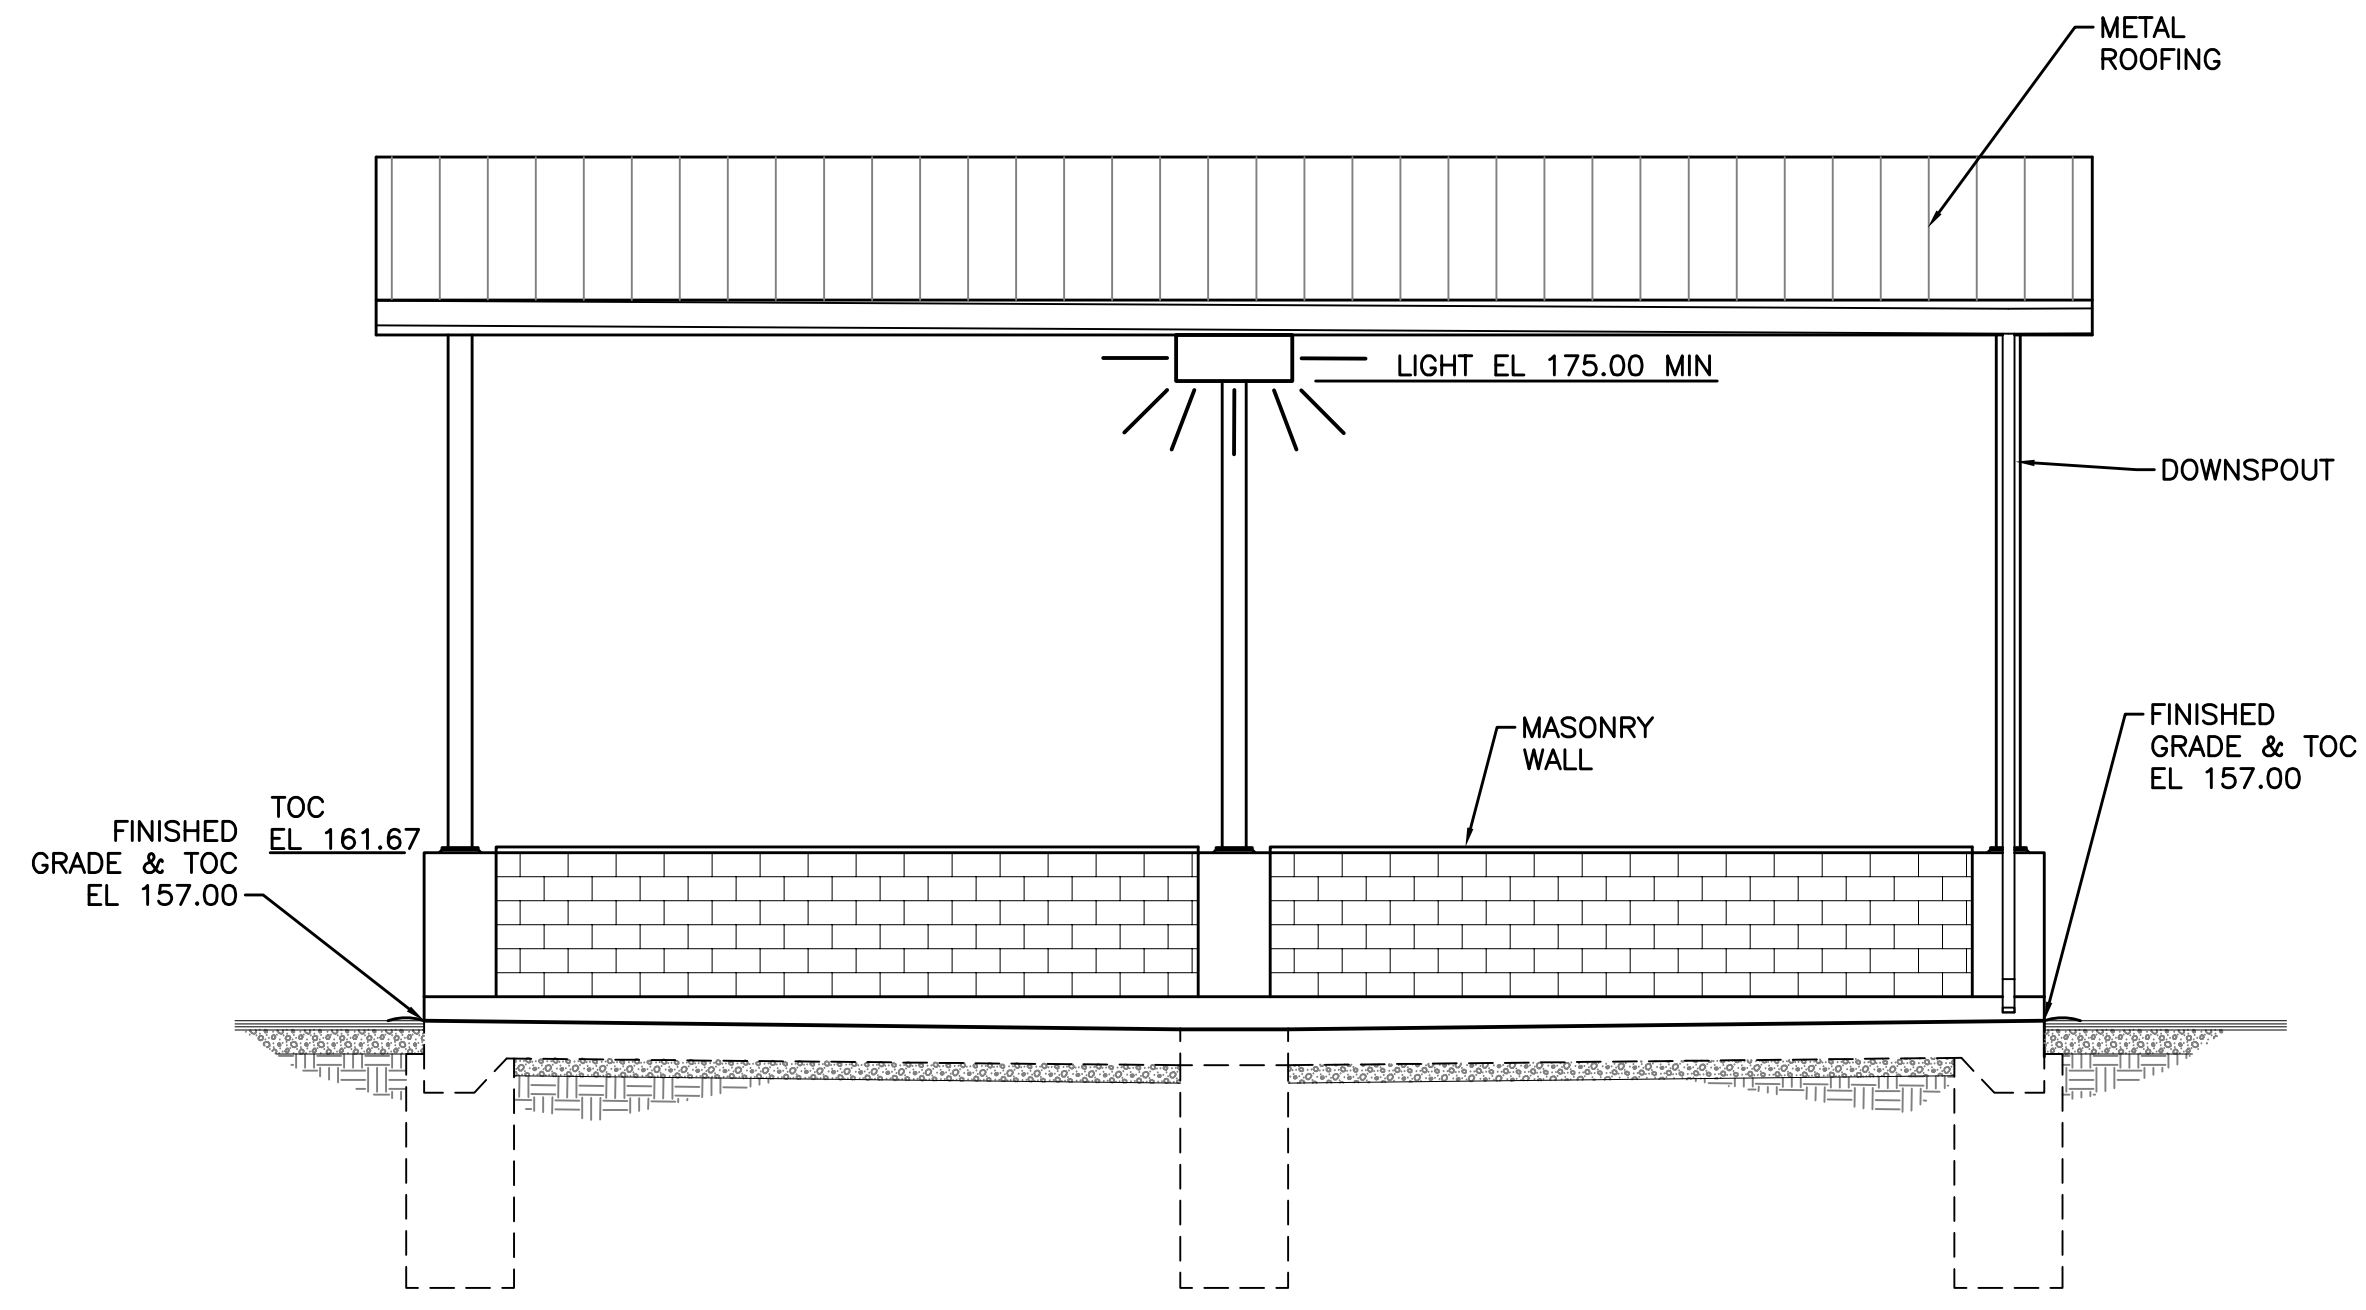 METAL
ROOFING
LIGHT EL 175.00 MIN
DOWNSPOUT
MASONRY
WALL
FINISHED
GRADE & TOC
EL 157.00
TOC
EL 161.67
FINISHED
GRADE & TOC
EL 157.00